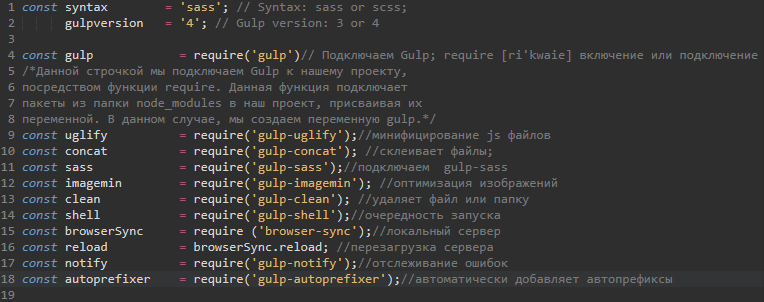 1 const syntax = 'sass'; // Syntax: sass or scss;
2 gulpversion = '4'; // Gulp version: 3 or 4
3
4 const gulp = require('gulp')// Подключаем Gulp; require [ri'kwaie] включение или подключение
5 /*Данной строчкой мы подключаем Gulp к нашему проекту,
6 посредством функции require. Данная функция подключает
7 пакеты из папки node_modules в наш проект, присваивая их
8 переменной. В данном случае, мы создаем переменную gulp.*/
9 const uglify = require('gulp-uglify');//минифицирование js файлов
10 const concat = require('gulp-concat'); //склеивает файлы;
11 const sass = require('gulp-sass');//подключаем gulp-sass
12 const imagemin = require('gulp-imagemin'); //оптимизация изображений
13 const clean = require('gulp-clean'); //удаляет файл или папку
14 const shell = require('gulp-shell');//очередность запуска
15 const browserSync = require ('browser-sync');//локальный сервер
16 const reload = browserSync.reload; //перезагрузка сервера
17 const notify = require('gulp-notify');//отслеживание ошибок
18 const autoprefixer = require('gulp-autoprefixer');//автоматически добавляет автопрефиксы
19